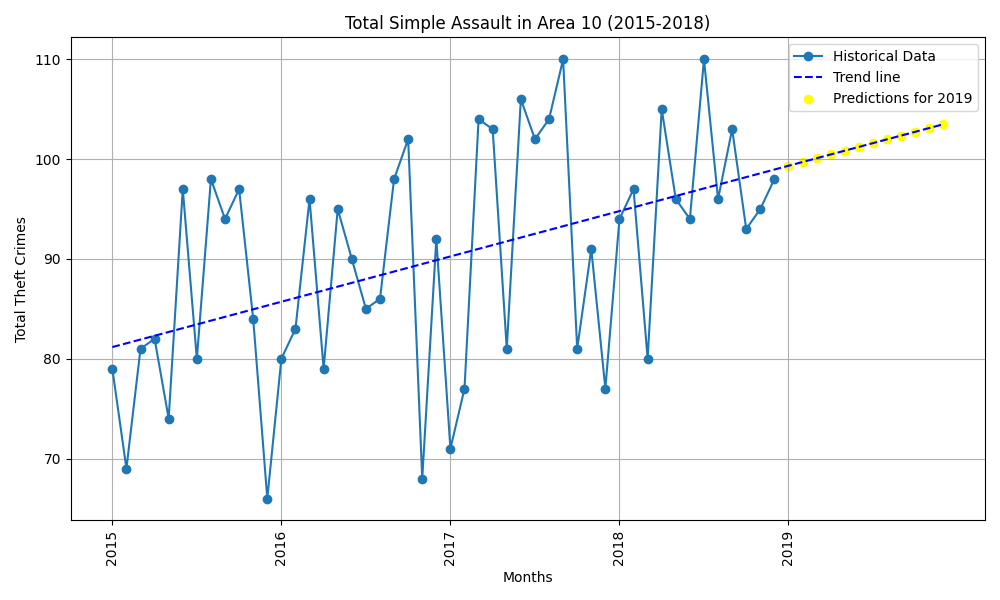 Total Simple Assault in Area 10 (2015-2018)
Historical Data
Trend line
Predictions for 2019
Total Theft Crimes
110
100
90
80
70
2015
2016
2017
2018
2019
Months